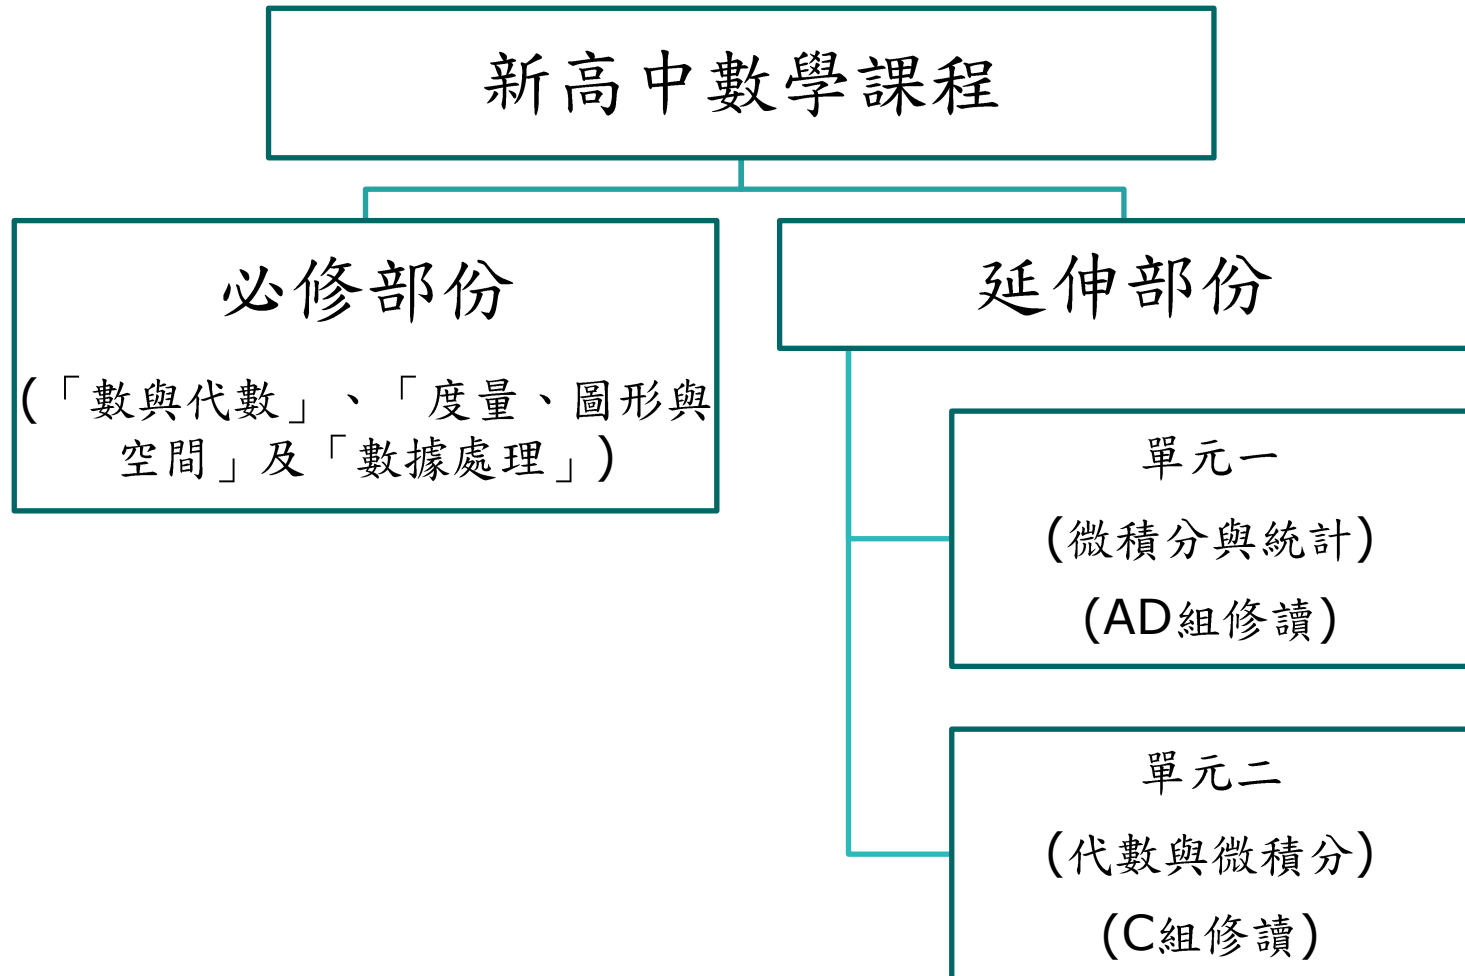 新高中數學課程
必修部份
(「數與代數」、「度量、圖形與
空間」及「數據處理」)
延伸部份
單元一
(微積分與統計)
(AD組修讀)
單元二
(代數與微積分)
(C組修讀)